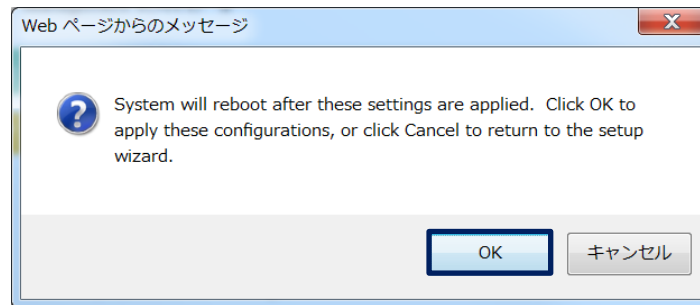 Web ページからのメッセージ
System will reboot after these settings are applied.  Click OK to
apply these configurations, or click Cancel to return to the setup
wizard.
OK
キャンセル